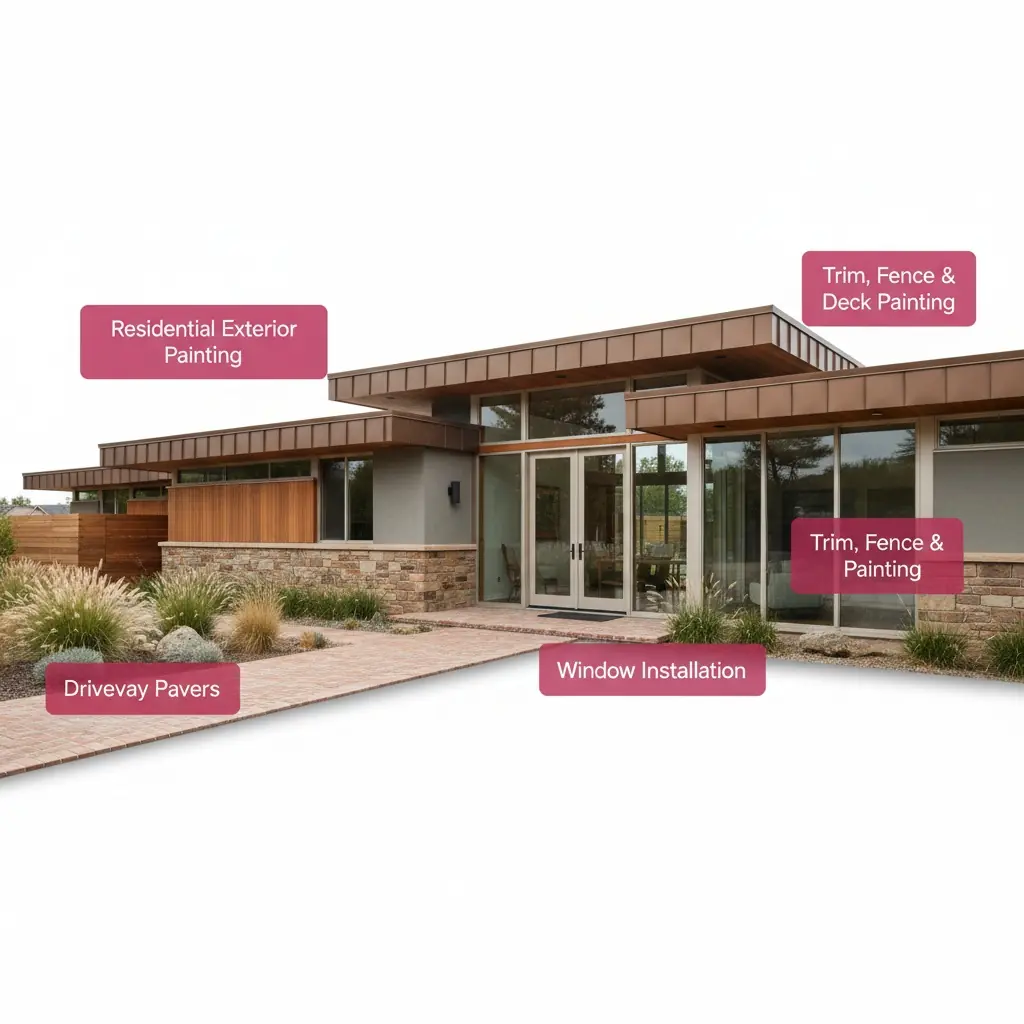 Trim, Fence &
Deck Painting
Residential Exterior
Painting
Trim, Fence &
Painting
Window Installation
Drivevay Pavers